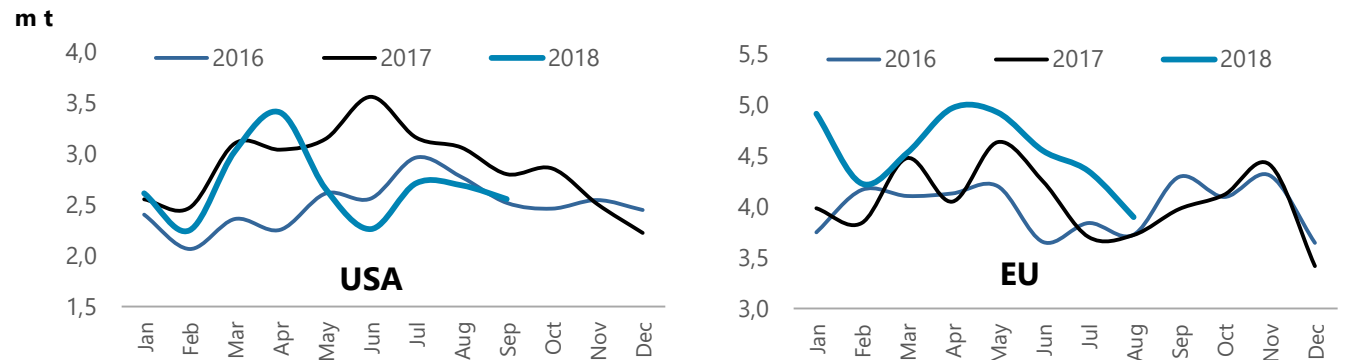 m t
4,0
3,5
3,0
2,5
2,0
1,5
2016 2017 2018
USA
Jan Feb Mar Apr May Jun Jul Aug Sep Oct Nov Dec
5,5
5,0
4,5
4,0
3,5
3,0
2016 2017 2018
EU
Jan Feb Mar Apr May Jun Jul Aug Sep Oct Nov Dec